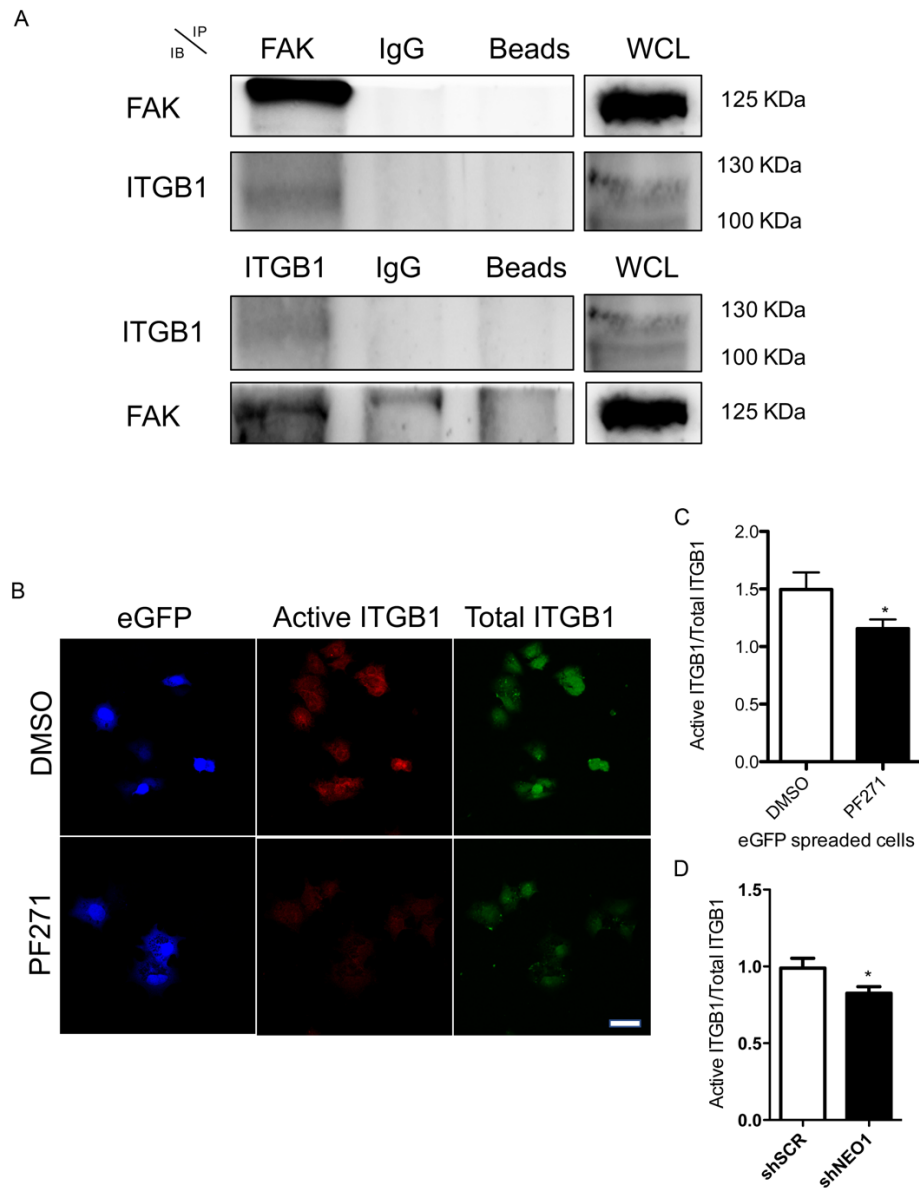 A
IB IP
FAK IgG Beads WCL
FAK 125 KDa
ITGB1 130 KDa
100 KDa
ITGB1 IgG Beads WCL
ITGB1 130 KDa
100 KDa
FAK 125 KDa
B
eGFP Active ITGB1 Total ITGB1
DMSO
PF271
C
Active ITGB1/Total ITGB1
2.0
1.5
1.0
0.5
0.0
*
DMSO PF271
eGFP spreaded cells
D
Active ITGB1/Total ITGB1
1.5
1.0
0.5
0.0
*
shSCR shNEO1